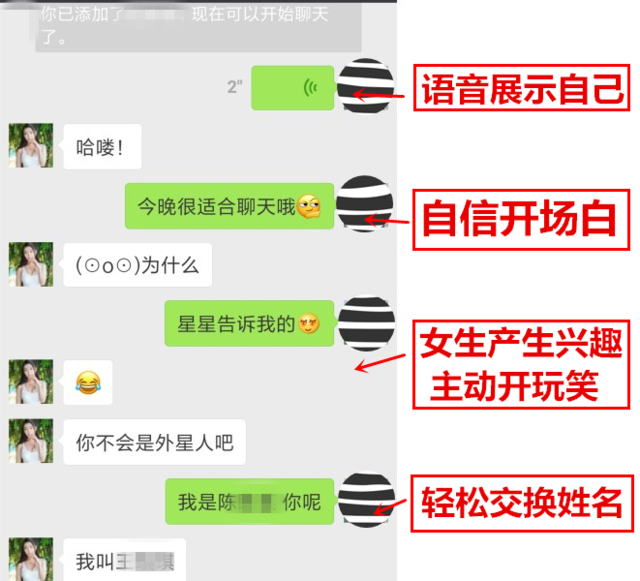 你已添加了 现在可以开始聊天
了。
2"
语音展示自己
哈喽!
今晚很适合聊天哦
自信开场白
(⊙o⊙)为什么
星星告诉我的
女生产生兴趣
主动开玩笑
你不会是外星人吧
我是陈 你呢
轻松交换姓名
我叫王 琪